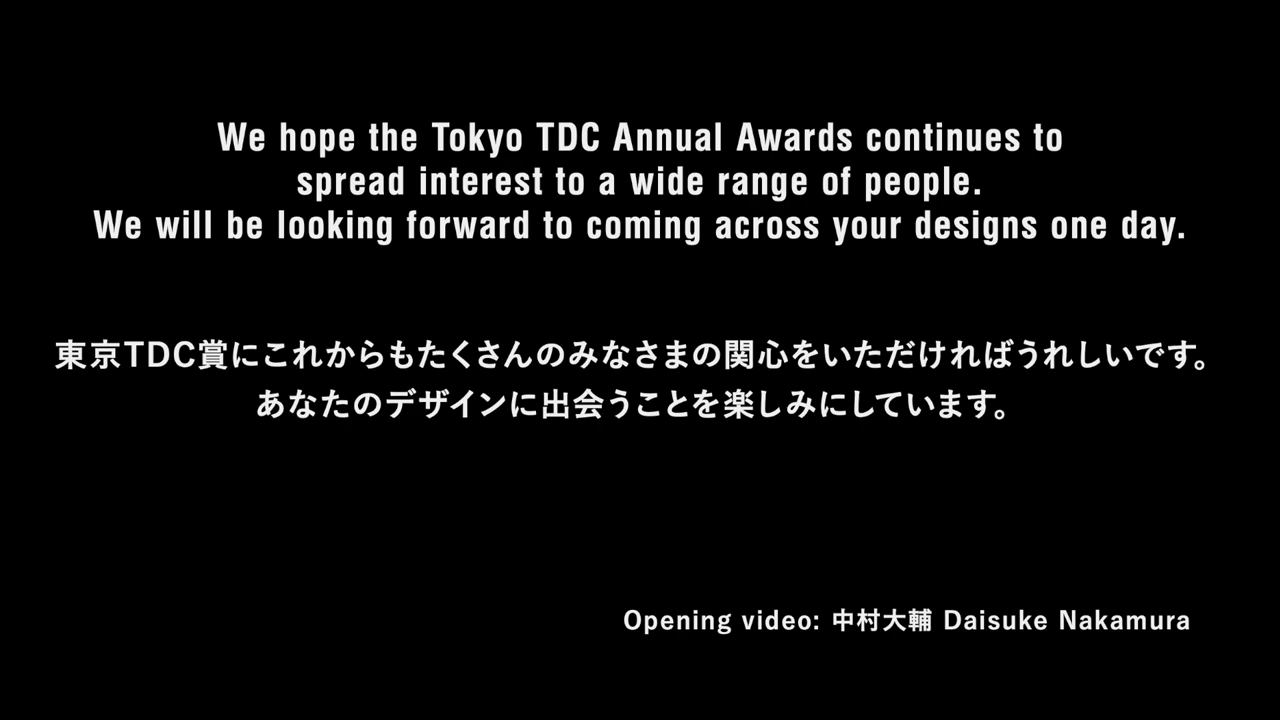 We hope the Tokyo TDC Annual Awards continues to
spread interest to a wide range of people.
We will be looking forward to coming across your designs one day.
東京TDC賞にこれからもたくさんのみなさまの関心をいただければうれしいです。
あなたのデザインに出会うことを楽しみにしています。
Opening video: 中村大輔 Daisuke Nakamura